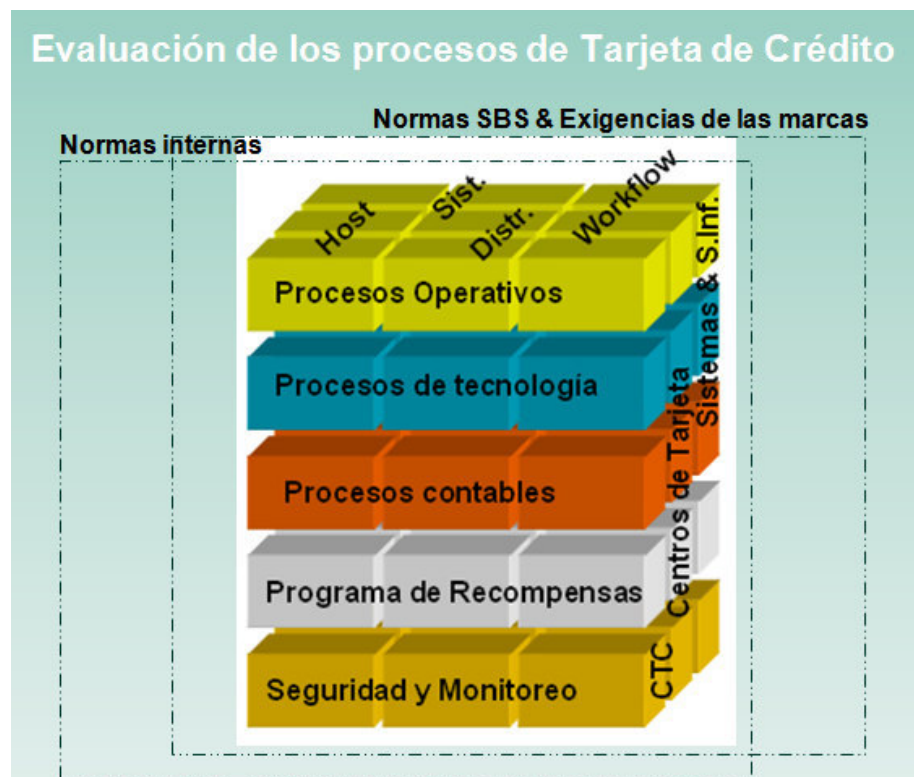 Evaluación de los procesos de Tarjeta de Crédito
Normas SBS & Exigencias de las marcas
Normas internas
Host
Sist.
Distr.
Workflow
Procesos Operativos
Procesos de tecnología
Procesos contables
Programa de Recompensas
Seguridad y Monitoreo
CTC
Centros de Tarjeta
Sistemas & S.Inf.